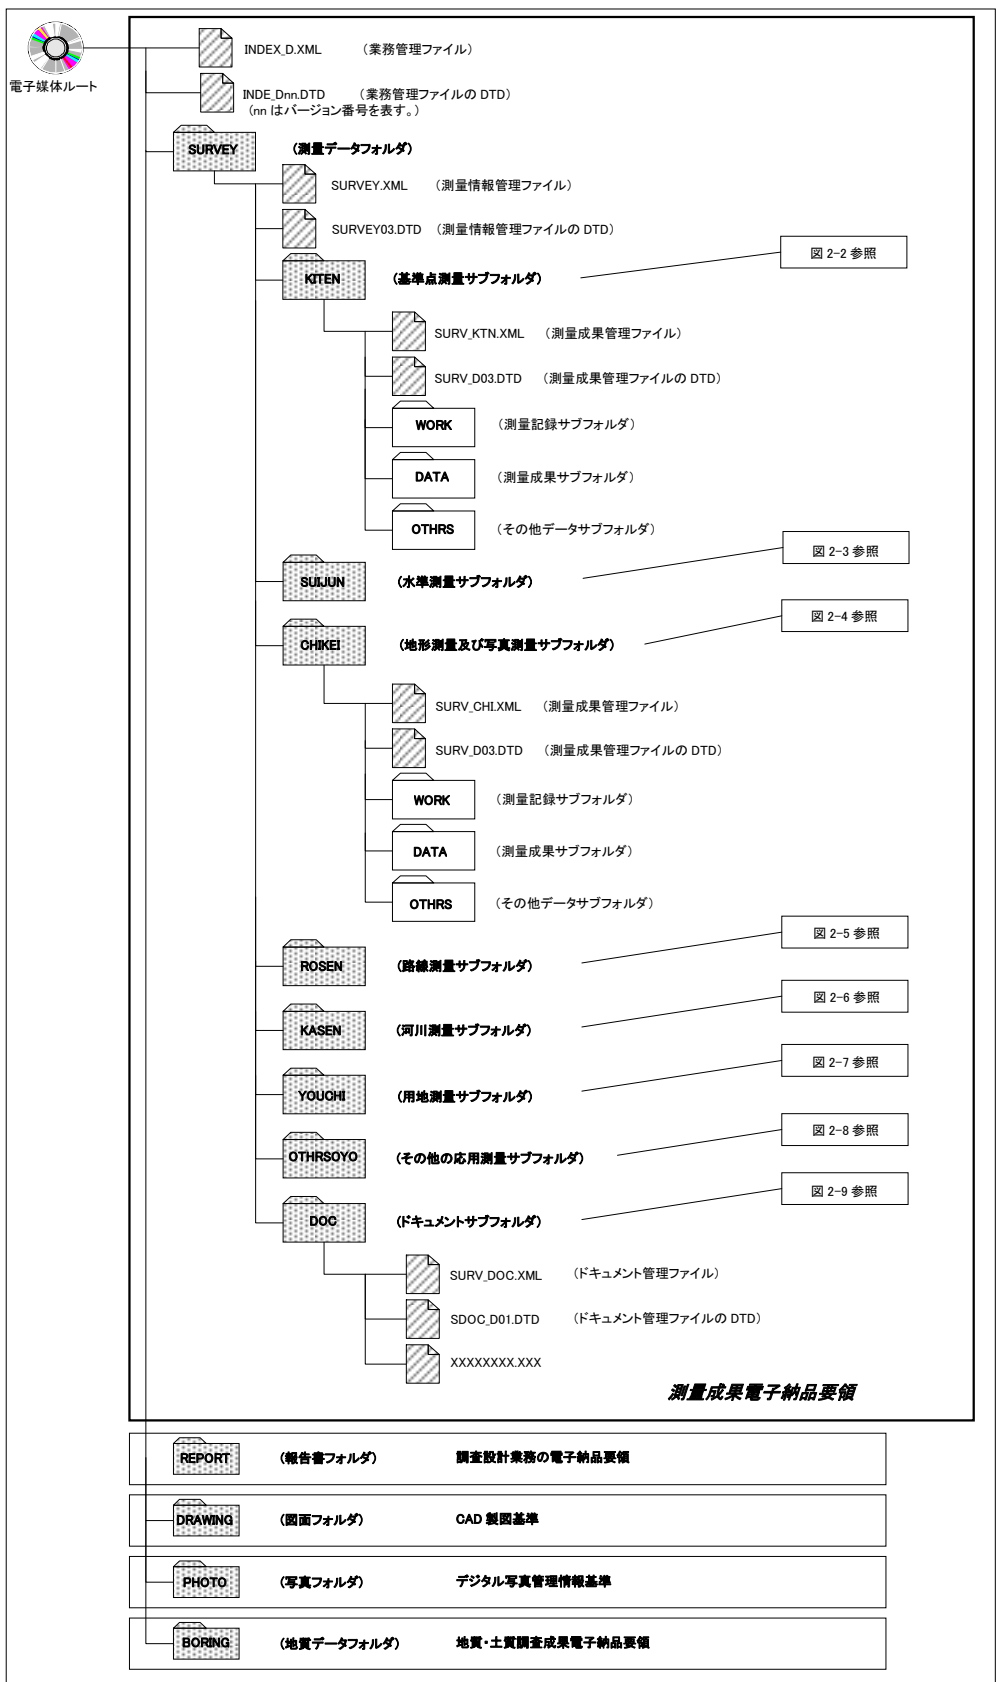 INDEX_D.XML （業務管理ファイル）
電子媒体ルート
INDE_Dnn.DTD （業務管理ファイルの DTD）
（nn はバージョン番号を表す。）
SURVEY （測量データフォルダ）
SURVEY.XML （測量情報管理ファイル）
SURVEY03.DTD （測量情報管理ファイルの DTD）
図 2-2 参照
KITEN （基準点測量サブフォルダ）
SURV_KTN.XML （測量成果管理ファイル）
SURV_D03.DTD （測量成果管理ファイルの DTD）
WORK （測量記録サブフォルダ）
DATA （測量成果サブフォルダ）
OTHRS （その他データサブフォルダ）
図 2-3 参照
SUIJUN （水準測量サブフォルダ）
図 2-4 参照
CHIKEI （地形測量及び写真測量サブフォルダ）
SURV_CHI.XML （測量成果管理ファイル）
SURV_D03.DTD （測量成果管理ファイルの DTD）
WORK （測量記録サブフォルダ）
DATA （測量成果サブフォルダ）
OTHRS （その他データサブフォルダ）
図 2-5 参照
ROSEN （路線測量サブフォルダ）
図 2-6 参照
KASEN （河川測量サブフォルダ）
図 2-7 参照
YOUCHI （用地測量サブフォルダ）
図 2-8 参照
OTHRSOYO （その他の応用測量サブフォルダ）
図 2-9 参照
DOC （ドキュメントサブフォルダ）
SURV_DOC.XML （ドキュメント管理ファイル）
SDOC_D01.DTD （ドキュメント管理ファイルの DTD）
XXXXXXXX.XXX
測量成果電子納品要領
REPORT （報告書フォルダ） 調査設計業務の電子納品要領
DRAWING （図面フォルダ） CAD 製図基準
PHOTO （写真フォルダ） デジタル写真管理情報基準
BORING （地質データフォルダ） 地質・土質調査成果電子納品要領